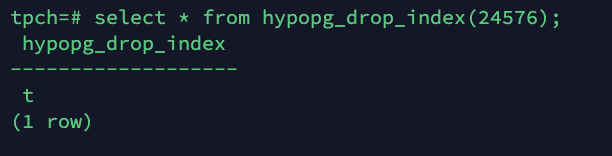 tpch=# select * from hypopg_drop_index(24576);
 hypopg_drop_index
-------------------
 t
(1 row)